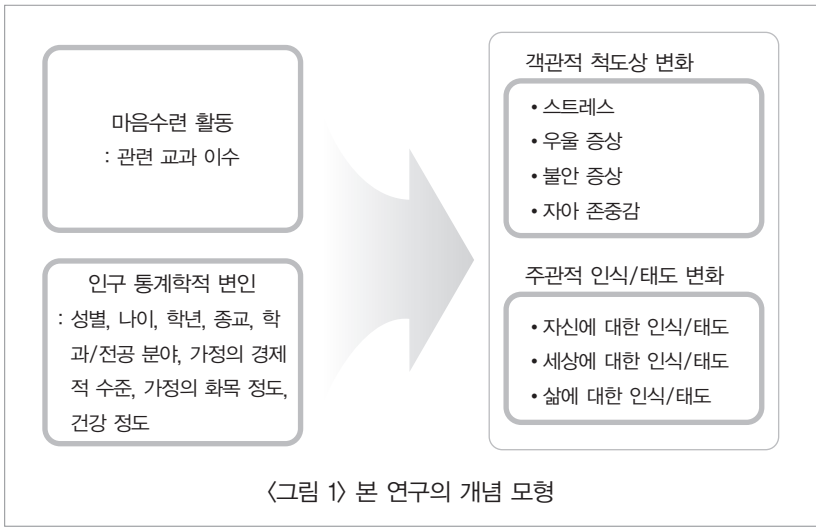 마음수련 활동
: 관련 교과 이수
인구 통계학적 변인
: 성별, 나이, 학년, 종교, 학
과/전공 분야, 가정의 경제
적 수준, 가정의 화목 정도,
건강 정도
객관적 척도상 변화
• 스트레스
• 우울 증상
• 불안 증상
• 자아 존중감
주관적 인식/태도 변화
• 자신에 대한 인식/태도
• 세상에 대한 인식/태도
• 삶에 대한 인식/태도
〈그림 1〉 본 연구의 개념 모형